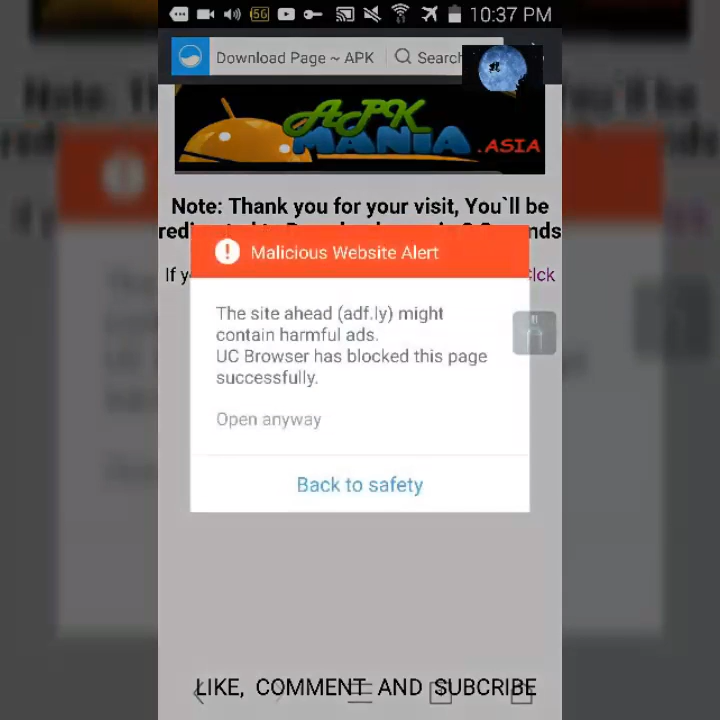 5G 10:37 PM
Download Page ~ APK Search
APK
MANIA .ASIA
Note: Thank you for your visit, You`ll be
Malicious Website Alert
If y
The site ahead (adf.ly) might
contain harmful ads.
UC Browser has blocked this page
successfully.
Open anyway
Back to safety
LIKE, COMMENT AND SUBCRIBE